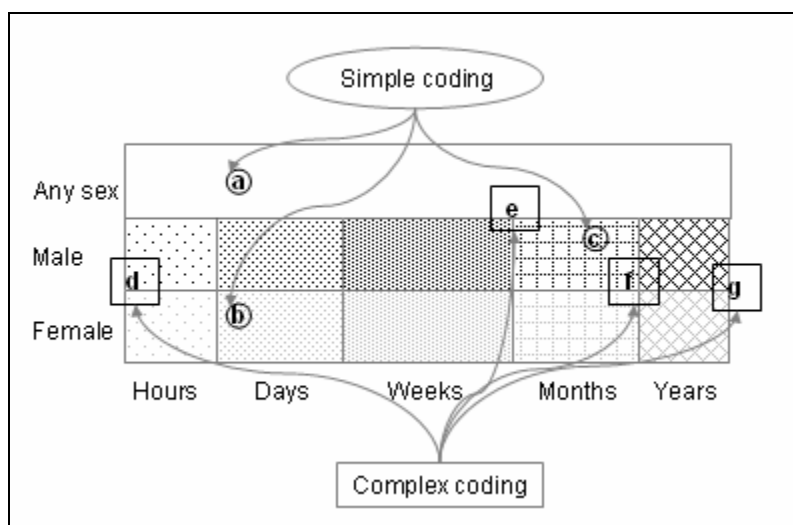 Simple coding
a
Any sex
e
c
Male
d
f
g
b
Female
Hours Days Weeks Months Years
Complex coding